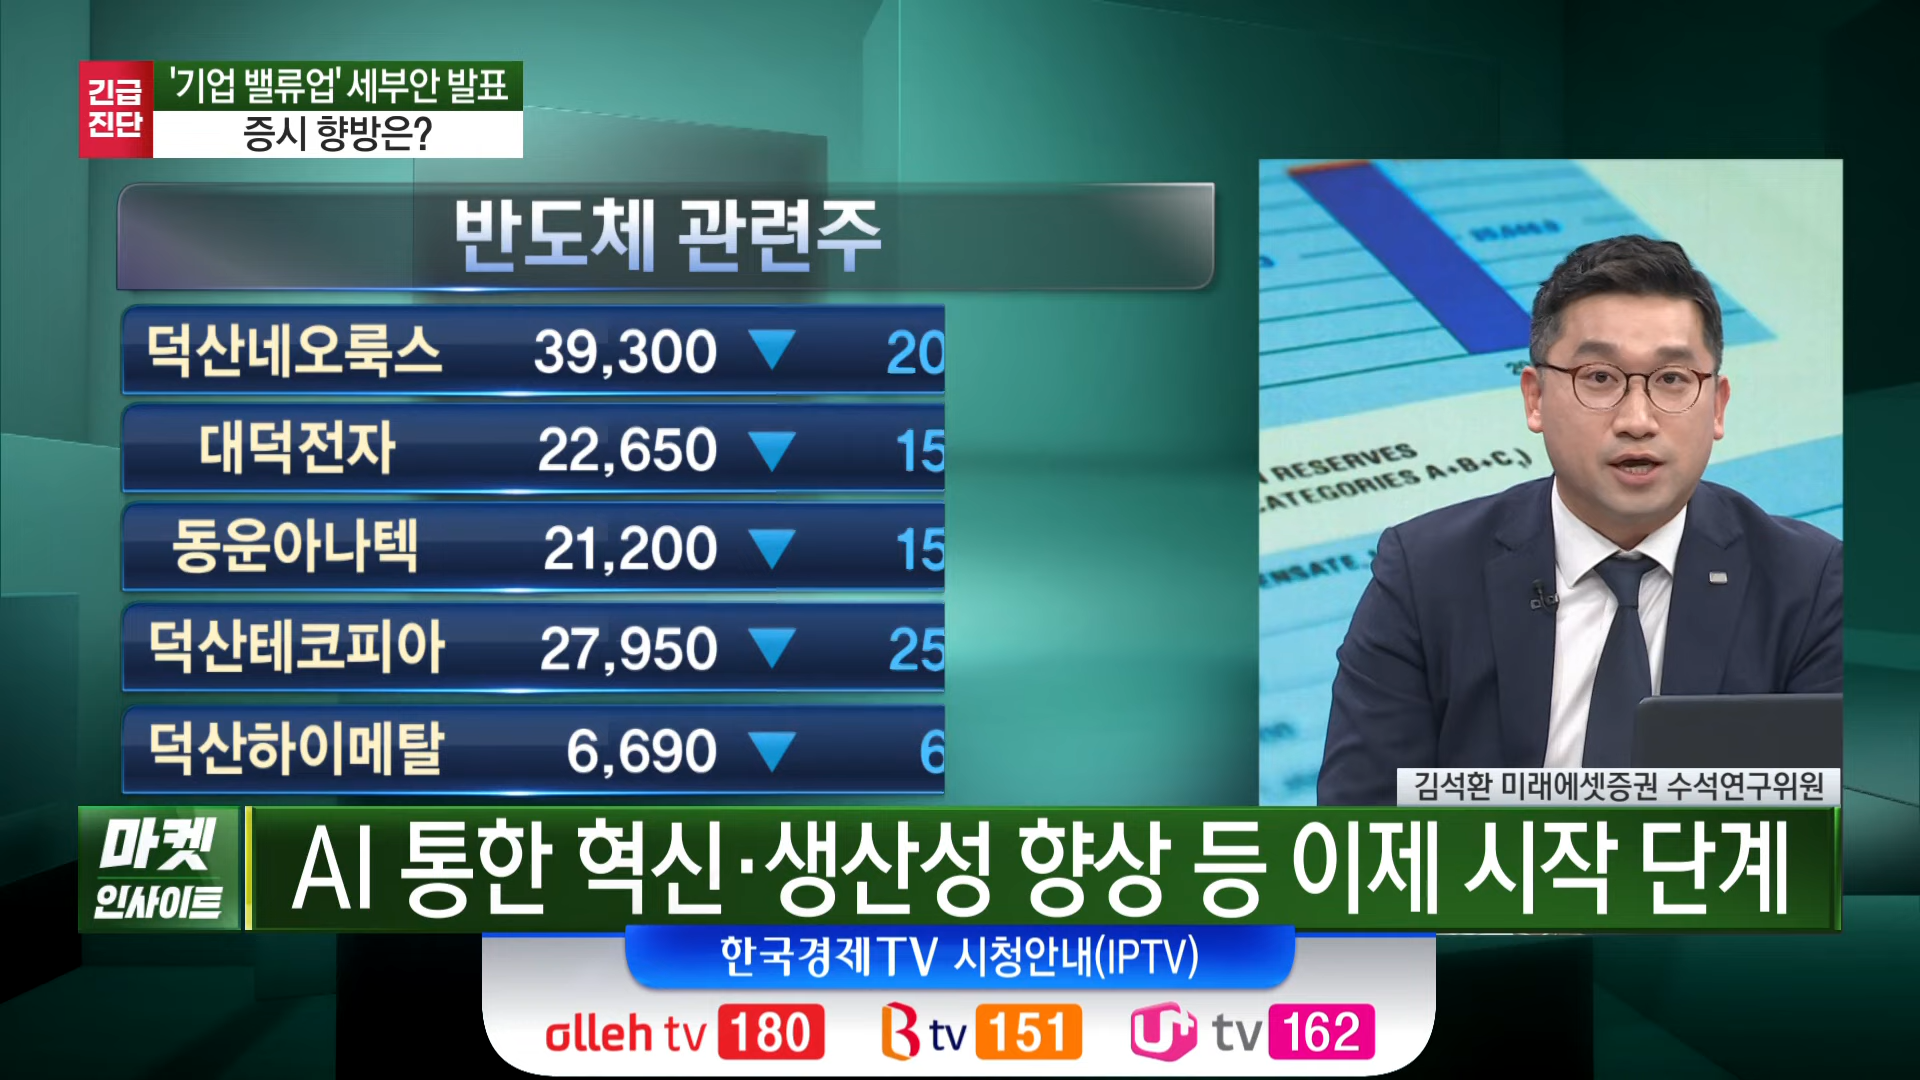 긴급
진단
'기업 밸류업' 세부안 발표
증시 향방은?
반도체 관련주
덕산네오룩스 39,300 ▼ 20
대덕전자 22,650 ▼ 15
동운아나텍 21,200 ▼ 15
덕산테코피아 27,950 ▼ 25
덕산하이메탈 6,690 ▼ 6
RESERVES
CATEGORIES A+B+C,)
ENSATE
김석환 미래에셋증권 수석연구위원
마켓
인사이트
AI 통한 혁신·생산성 향상 등 이제 시작 단계
한국경제TV 시청안내(IPTV)
olleh tv 180 B tv 151 U+ tv 162